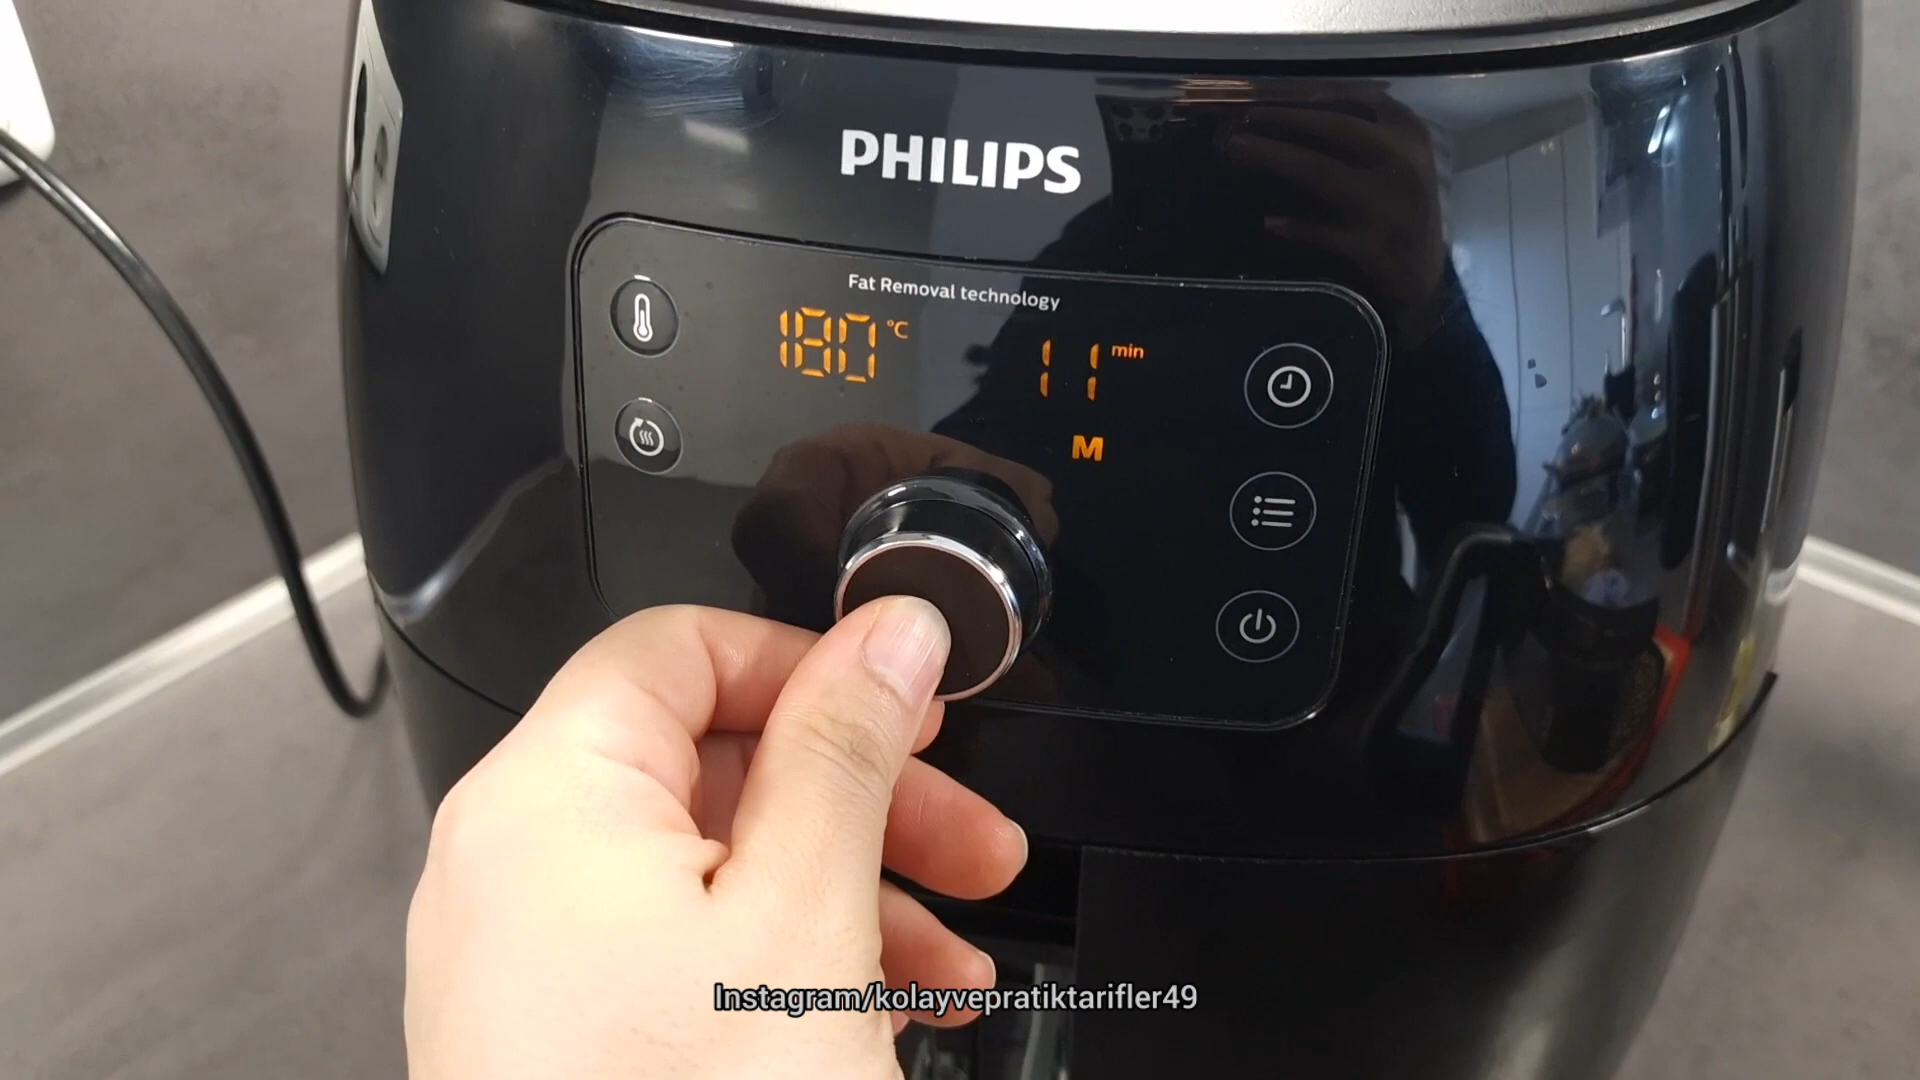 PHILIPS
Fat Removal technology
180 °C
11 min
M
Instagram/kolayvepratiktarifler49